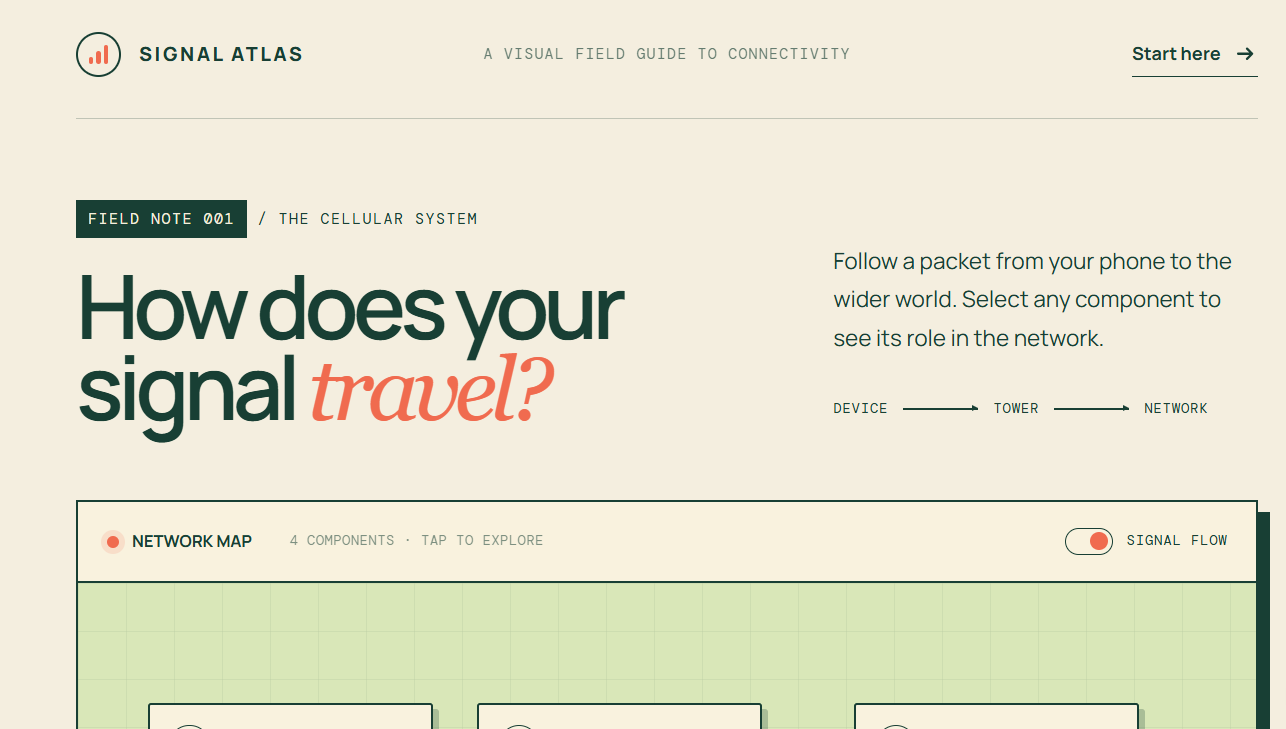 SIGNAL ATLAS
A VISUAL FIELD GUIDE TO CONNECTIVITY
Start here →
FIELD NOTE 001 / THE CELLULAR SYSTEM
How does your
signal travel?
Follow a packet from your phone to the
wider world. Select any component to
see its role in the network.
DEVICE TOWER NETWORK
NETWORK MAP
4 COMPONENTS · TAP TO EXPLORE
SIGNAL FLOW